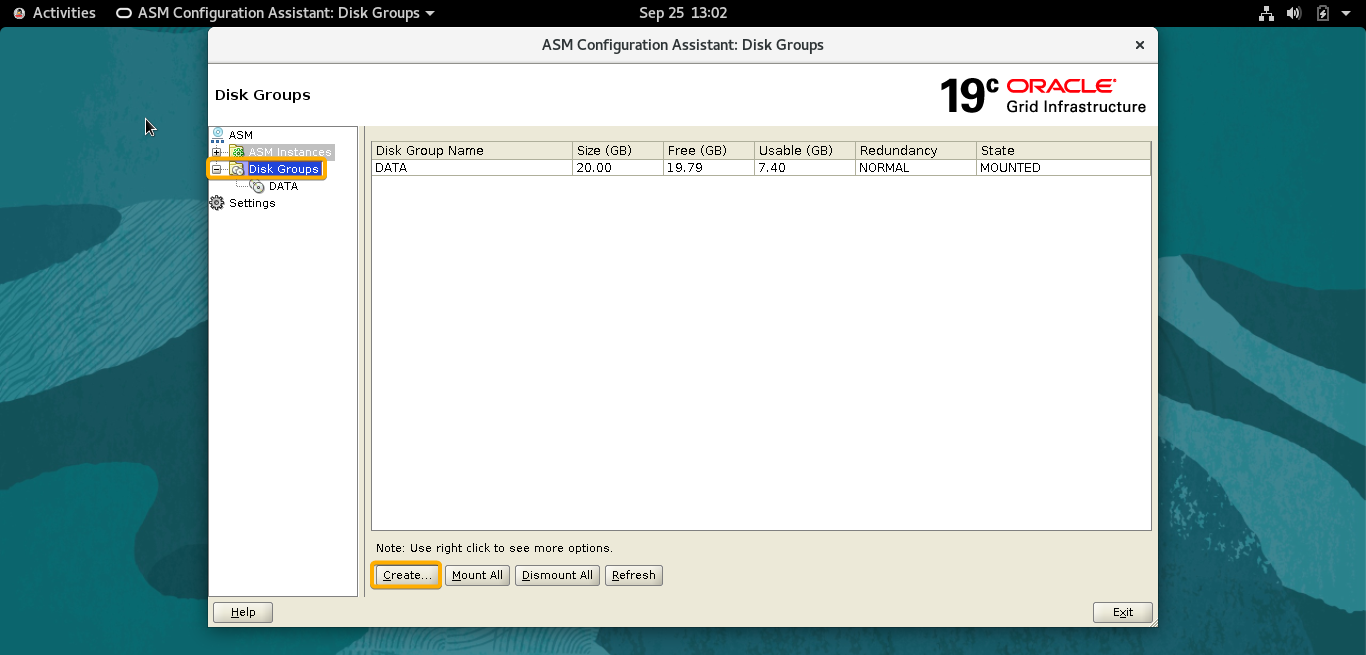 Activities ASM Configuration Assistant: Disk Groups Sep 25 13:02
ASM Configuration Assistant: Disk Groups
Disk Groups
19c ORACLE
Grid Infrastructure
ASM
ASM Instances
Disk Groups
DATA
Settings
Disk Group Name Size (GB) Free (GB) Usable (GB) Redundancy State
DATA 20.00 19.79 7.40 NORMAL MOUNTED
Note: Use right click to see more options.
Create... Mount All Dismount All Refresh
Help Exit